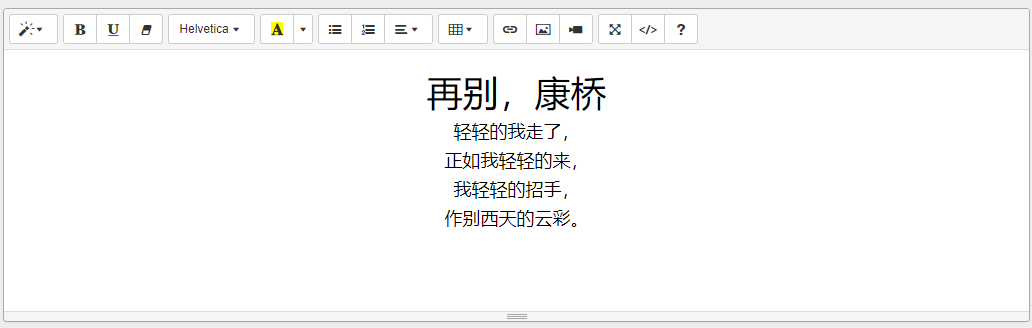 B U Helvetica A </> ?
再别，康桥
轻轻的我走了，
正如我轻轻的来，
我轻轻的招手，
作别西天的云彩。